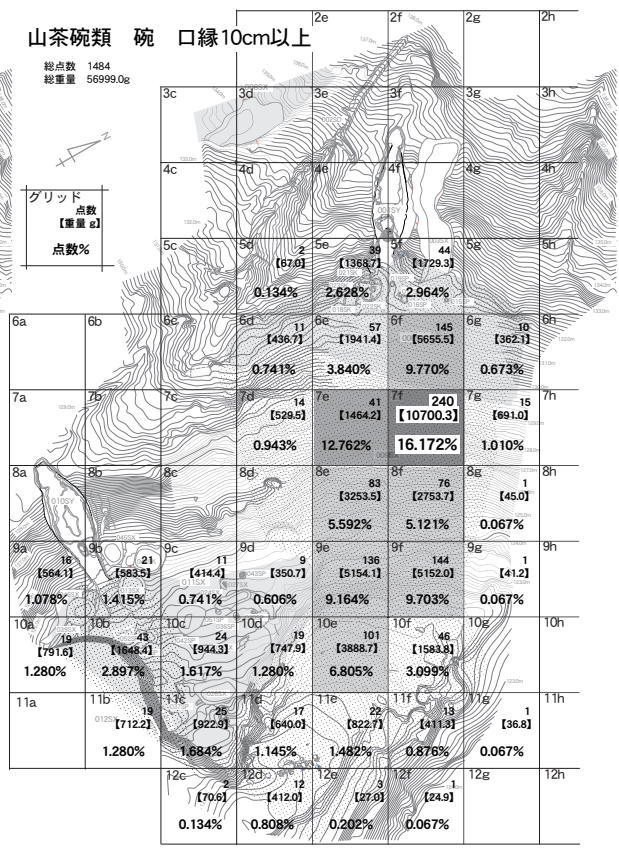 山茶碗類　碗　口縁10cm以上
総点数　1484
総重量　56999.0g
グリッド
点数
【重量 g】
点数%
2e 2f 2g 2h
3c 3d 3e 3f 3g 3h
4c 4d 4e 4f 4g 4h
001SY
5c 5d 5e 5f 5g 5h
2 39 44
【67.0】 【1368.7】 【1729.3】
0.134% 2.628% 2.964%
6a 6b 6c 6d 6e 6f 6g 6h
11 57 145 10
【436.7】 【1941.4】 【5655.5】 【362.1】
0.741% 3.840% 9.770% 0.673%
7a 7b 7c 7d 7e 7f 7g 7h
14 41 240 15
【529.5】 【1464.2】 【10700.3】 【691.0】
0.943% 12.762% 16.172% 1.010%
8a 8b 8c 8d 8e 8f 8g 8h
83 76 1
【3253.5】 【2753.7】 【45.0】
010SY
5.592% 5.121% 0.067%
9a 9b 9c 9d 9e 9f 9g 9h
16 21 11 9 136 144 1
【564.1】 【583.5】 【414.4】 【350.7】 【5154.1】 【5152.0】 【41.2】
011SX
1.078% 1.415% 0.741% 0.606% 9.164% 9.703% 0.067%
10a 10b 10c 10d 10e 10f 10g 10h
19 43 24 19 101 46
【791.6】 【1648.4】 【944.3】 【747.9】 【3888.7】 【1583.8】
1.280% 2.897% 1.617% 1.280% 6.805% 3.099%
11a 11b 11c 11d 11e 11f 11g 11h
19 25 17 22 13 1
012SX
【712.2】 【922.9】 【640.0】 【822.7】 【411.3】 【36.8】
1.280% 1.684% 1.145% 1.482% 0.876% 0.067%
12c 12d 12e 12f 12g 12h
2 12 3 1
【70.6】 【412.0】 【27.0】 【24.9】
0.134% 0.808% 0.202% 0.067%